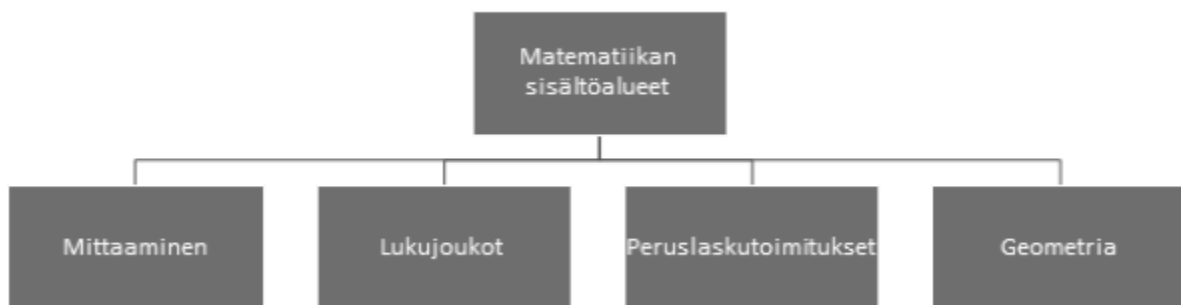 Matematiikan
sisältöalueet
Mittaaminen
Lukujoukot
Peruslaskutoimitukset
Geometria